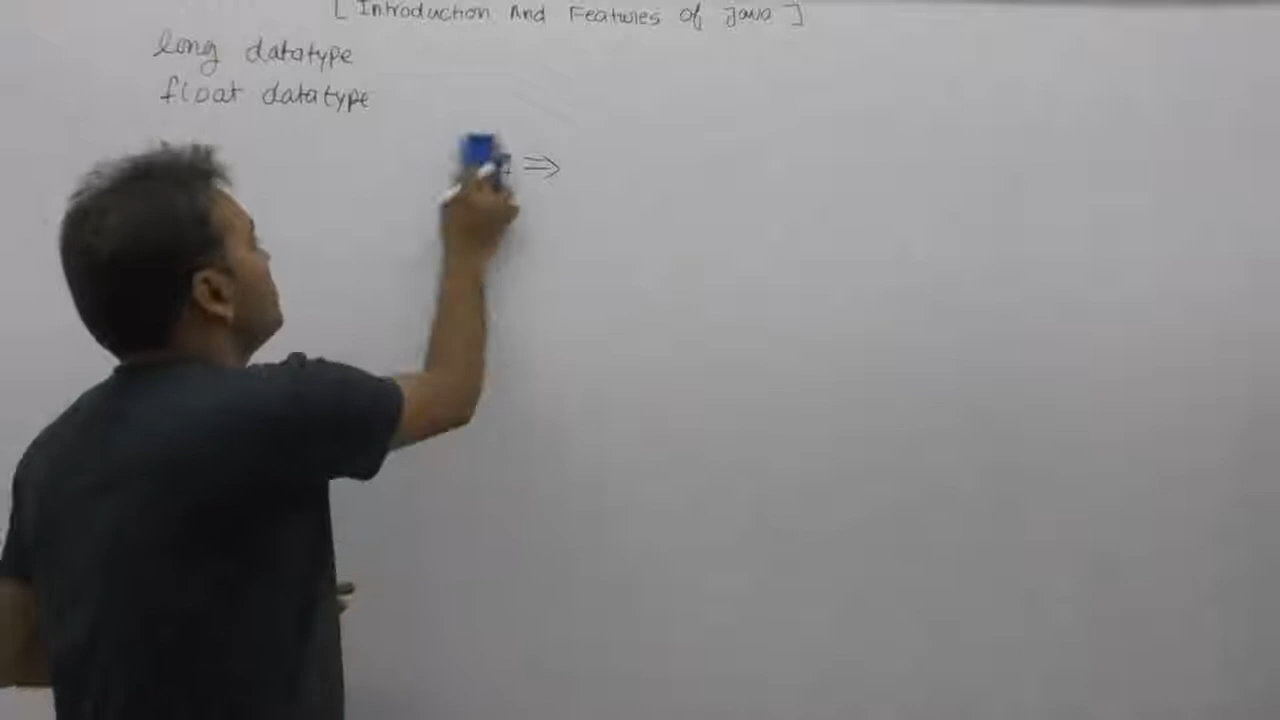 [ Introduction And Features of Java ]
long datatype
float datatype
⇒